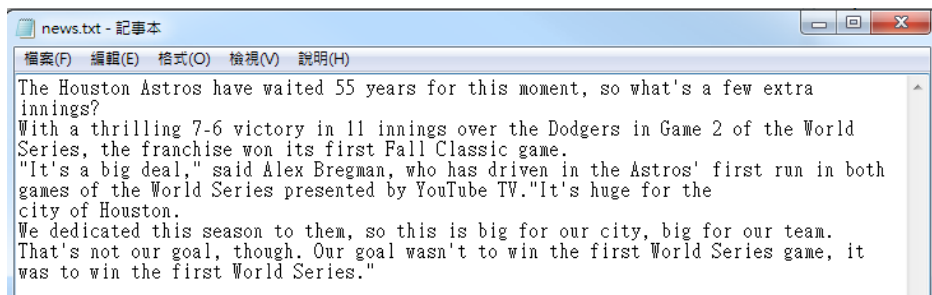 news.txt - 記事本
檔案(F) 編輯(E) 格式(O) 檢視(V) 說明(H)
The Houston Astros have waited 55 years for this moment, so what's a few extra
innings?
With a thrilling 7-6 victory in 11 innings over the Dodgers in Game 2 of the World
Series, the franchise won its first Fall Classic game.
"It's a big deal," said Alex Bregman, who has driven in the Astros' first run in both
games of the World Series presented by YouTube TV."It's huge for the
city of Houston.
We dedicated this season to them, so this is big for our city, big for our team.
That's not our goal, though. Our goal wasn't to win the first World Series game, it
was to win the first World Series."